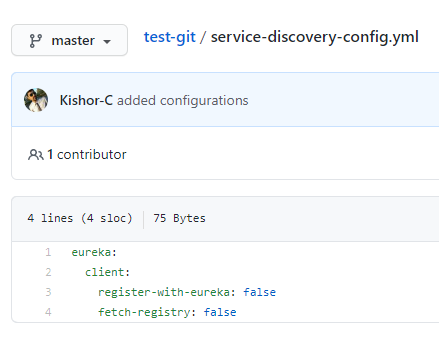 master
test-git / service-discovery-config.yml
Kishor-C added configurations
1 contributor
4 lines (4 sloc) 75 Bytes
1 eureka:
2 client:
3 register-with-eureka: false
4 fetch-registry: false